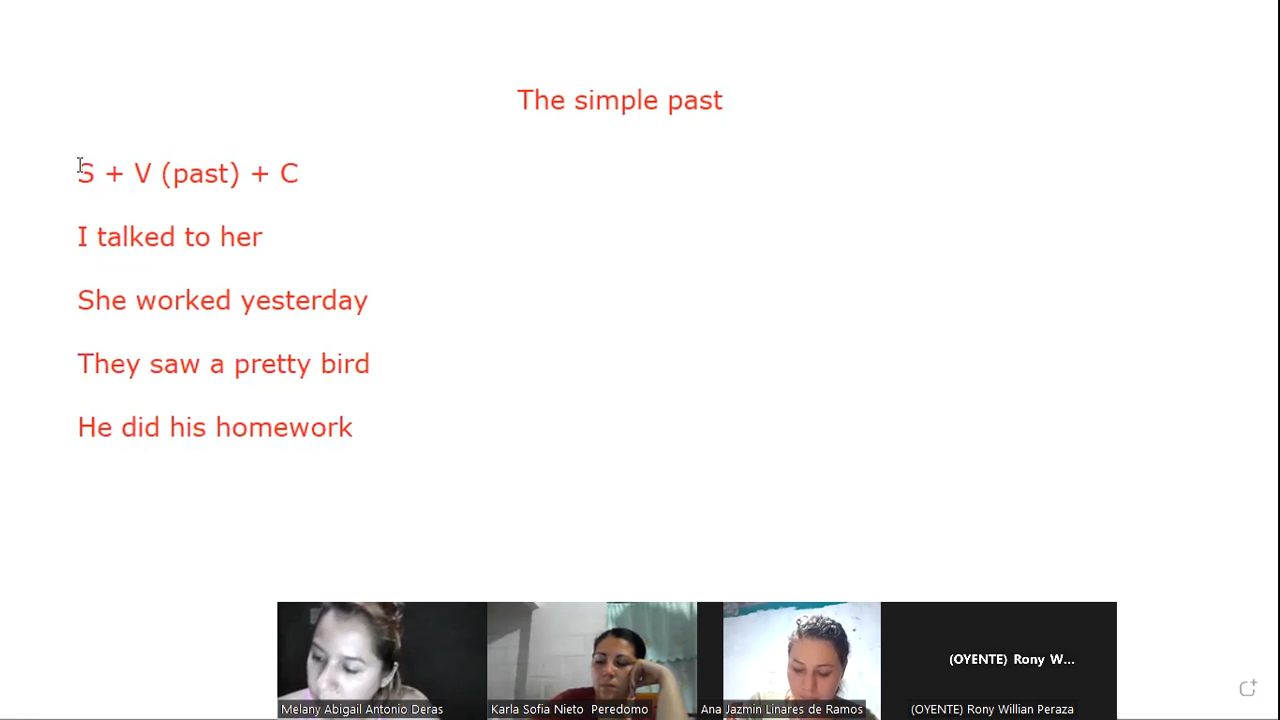 The simple past
S + V (past) + C
I talked to her
She worked yesterday
They saw a pretty bird
He did his homework
(OYENTE) Rony W...
Melany Abigail Antonio Deras
Karla Sofia Nieto Peredomo
Ana Jazmin Linares de Ramos
(OYENTE) Rony Willian Peraza